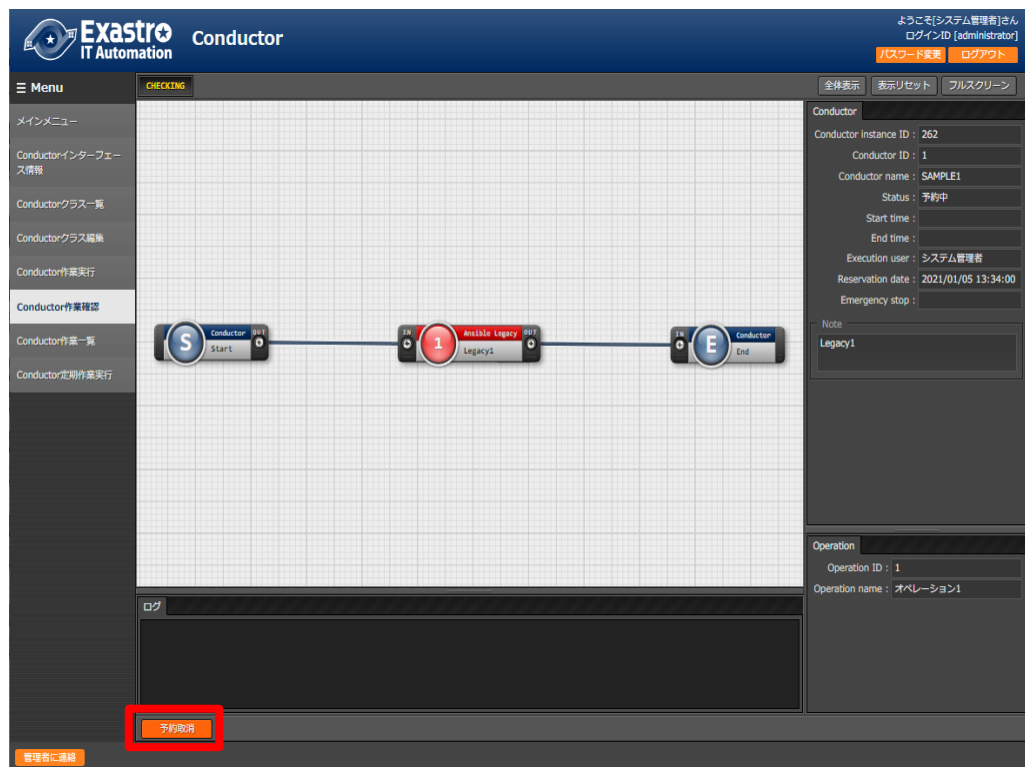 Exastro
IT Automation
Conductor
ようこそ[システム管理者]さん
ログインID [administrator]
パスワード変更
ログアウト
Menu
メインメニュー
Conductorインターフェー
ス情報
Conductorクラス一覧
Conductorクラス編集
Conductor作業実行
Conductor作業確認
Conductor作業一覧
Conductor定期作業実行
CHECKING
全体表示
表示リセット
フルスクリーン
S
Conductor
Start
OUT
IN
1
Ansible Legacy
Legacy1
OUT
IN
E
Conductor
End
Conductor
Conductor instance ID : 262
Conductor ID : 1
Conductor name : SAMPLE1
Status : 予約中
Start time :
End time :
Execution user : システム管理者
Reservation date : 2021/01/05 13:34:00
Emergency stop :
Note
Legacy1
Operation
Operation ID : 1
Operation name : オペレーション1
ログ
予約取消
管理者に連絡